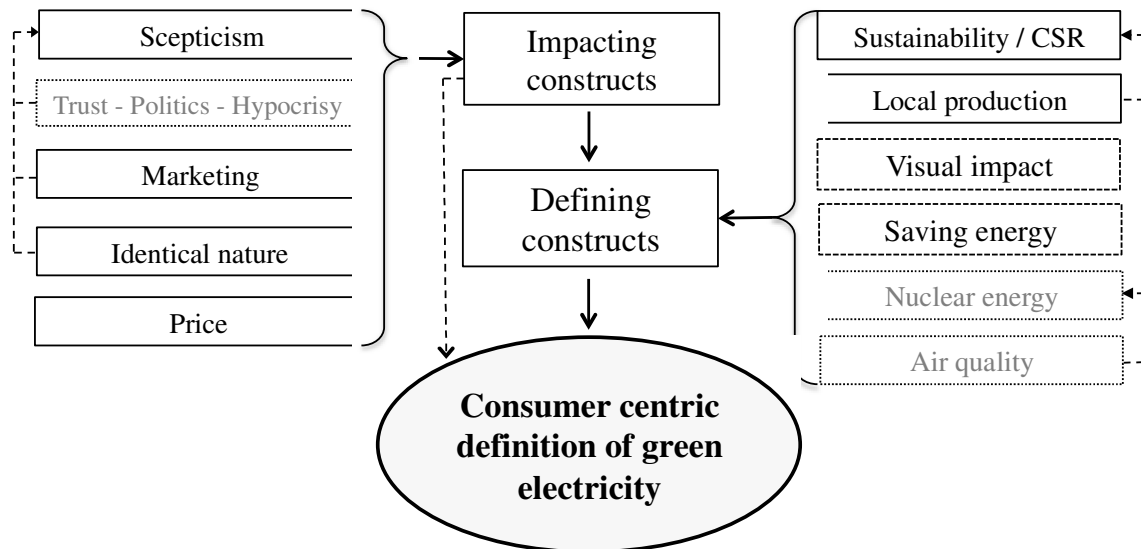 Scepticism
Trust - Politics - Hypocrisy
Marketing
Identical nature
Price
Impacting
constructs
Defining
constructs
Consumer centric
definition of green
electricity
Sustainability / CSR
Local production
Visual impact
Saving energy
Nuclear energy
Air quality